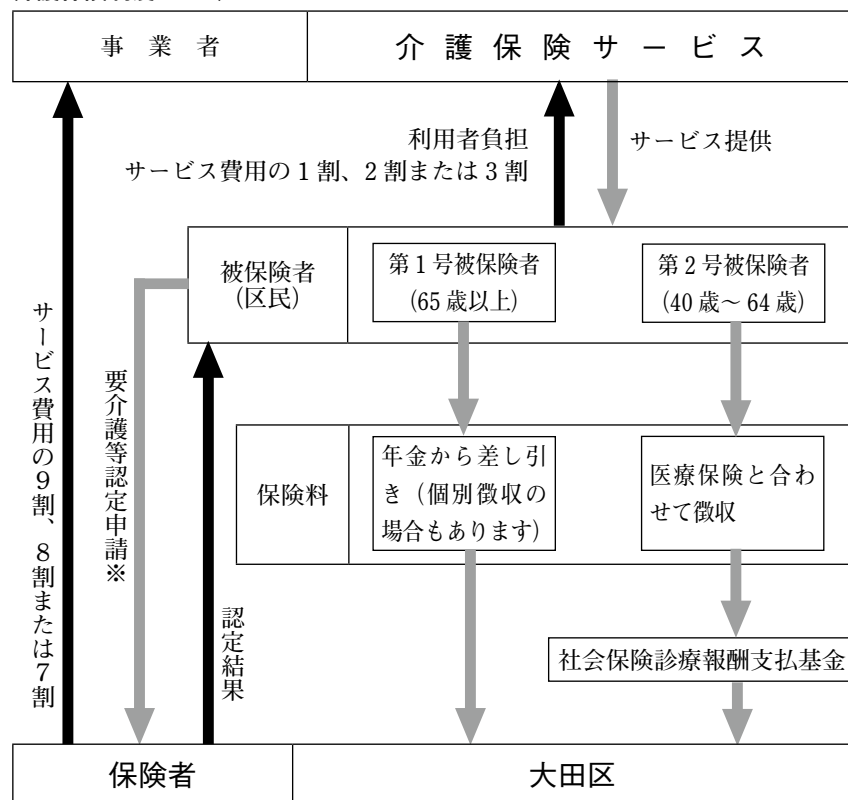 事業者
介護保険サービス
利用者負担
サービス費用の1割、2割または3割
サービス提供
被保険者
(区民)
第1号被保険者
(65歳以上)
第2号被保険者
(40歳～64歳)
サービス費用の9割、8割または7割
要介護等認定申請※
認定結果
保険料
年金から差し引
き（個別徴収の
場合もあります）
医療保険と合わ
せて徴収
社会保険診療報酬支払基金
保険者
大田区